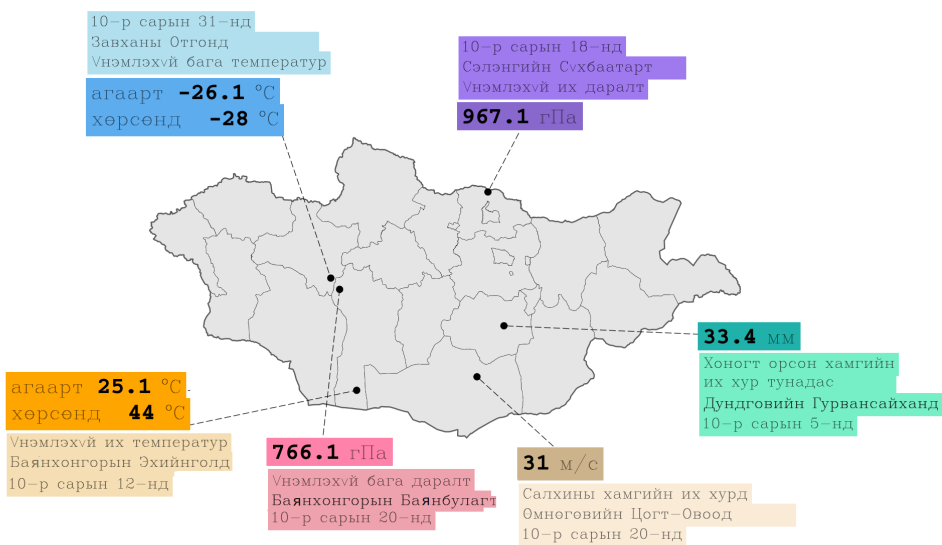 10-р сарын 31-нд
Завханы Отгонд
Vнэмлэхvй бага температур
агаарт -26.1 °C
хөрсөнд -28 °C
10-р сарын 18-нд
Сэлэнгийн Сvхбаатарт
Vнэмлэхvй их даралт
967.1 гПа
33.4 мм
Хоногт орсон хамгийн
их хур тунадас
Дундговийн Гурвансайханд
10-р сарын 5-нд
агаарт 25.1 °C
хөрсөнд 44 °C
Vнэмлэхvй их температур
Баянхонгорын Эхийнголд
10-р сарын 12-нд
766.1 гПа
Vнэмлэхvй бага даралт
Баянхонгорын Баянбулагт
10-р сарын 20-нд
31 м/с
Салхины хамгийн их хурд
Өмнөговийн Цогт-Овоод
10-р сарын 20-нд